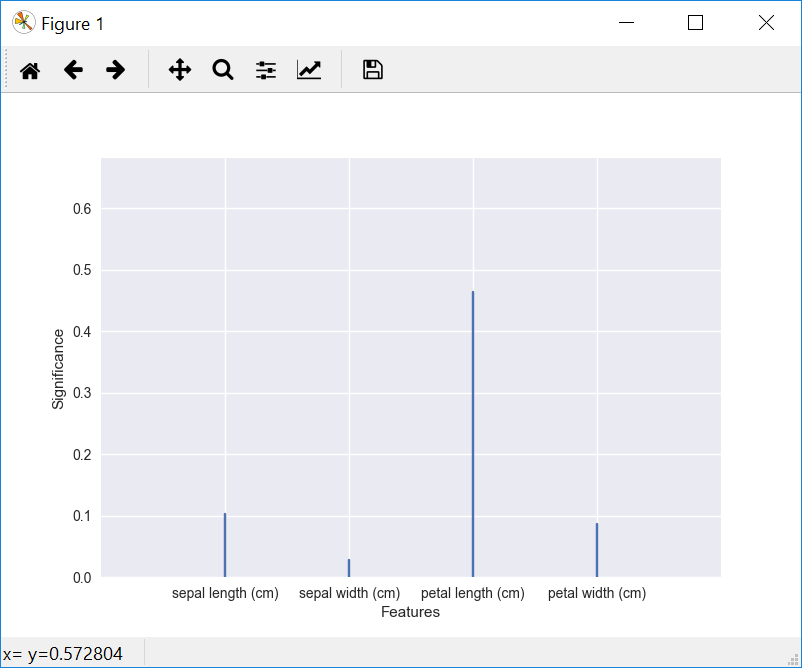 Figure 1
0.6
0.5
0.4
0.3
0.2
0.1
0.0
Significance
sepal length (cm) sepal width (cm) petal length (cm) petal width (cm)
Features
x= y=0.572804